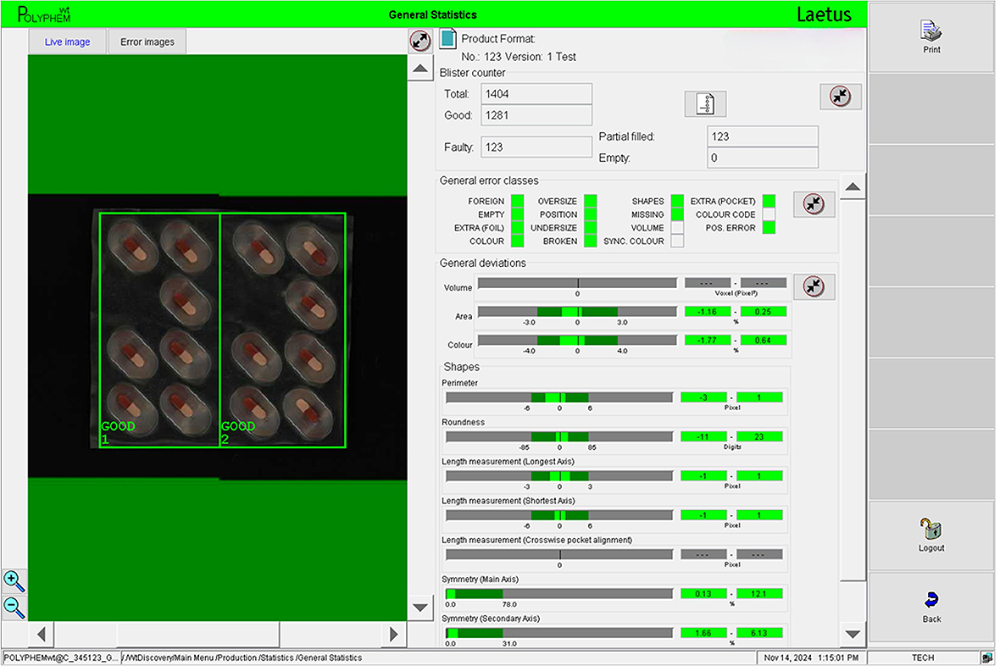 POLYPHEM wt
General Statistics
Laetus
Live image
Error images
Product Format:
No.: 123 Version: 1 Test
Print
Blister counter
Total: 1404
Good: 1281
Faulty: 123
Partial filled: 123
Empty: 0
General error classes
FOREIGN OVERSIZE SHAPES EXTRA (POCKET)
EMPTY POSITION MISSING COLOUR CODE
EXTRA (FOIL) UNDERSIZE VOLUME POS. ERROR
COLOUR BROKEN SYNC. COLOUR
General deviations
Volume --- - ---
0 Voxel (Pixel³)
Area -1.16 - 0.25
-3.0 0 3.0 %
Colour -1.77 - 0.64
-4.0 0 4.0 %
Shapes
Perimeter
-3 - 1
-6 0 6 Pixel
Roundness
-11 - 23
-85 0 85 Digits
Length measurement (Longest Axis)
-1 - 1
-3 0 3 Pixel
Length measurement (Shortest Axis)
-1 - 1
-6 0 6 Pixel
Length measurement (Crosswise pocket alignment)
--- - ---
0 Pixel
Symmetry (Main Axis)
0.13 - 12.1
0.0 78.0 %
Symmetry (Secondary Axis)
1.66 - 6.13
0.0 31.0 %
GOOD
1
GOOD
2
Logout
Back
POLYPHEMwt@C_345123_G...
/WtDiscovery/Main Menu /Production /Statistics /General Statistics
Nov 14, 2024 1:15:01 PM
TECH